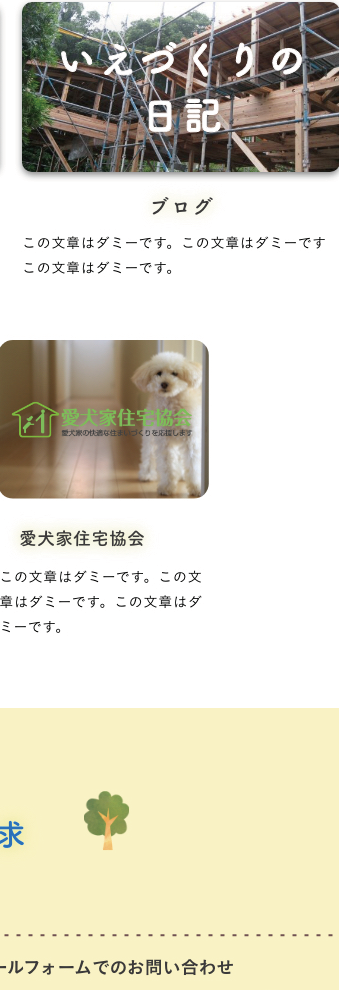 いえづくりの
日記
ブログ
この文章はダミーです。この文章はダミーです
この文章はダミーです。
愛犬家住宅協会
愛犬家の快適な住まいづくりを応援します
愛犬家住宅協会
この文章はダミーです。この文
章はダミーです。この文章はダ
ミーです。
求
ールフォームでのお問い合わせ